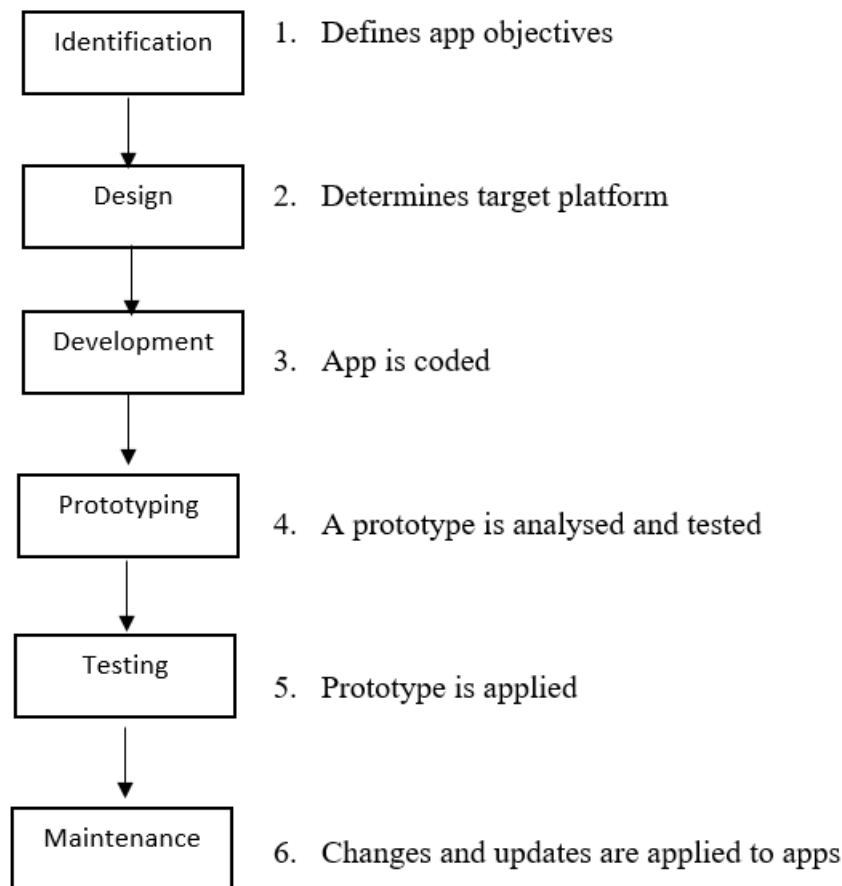 Identification
1. Defines app objectives
Design
2. Determines target platform
Development
3. App is coded
Prototyping
4. A prototype is analysed and tested
Testing
5. Prototype is applied
Maintenance
6. Changes and updates are applied to apps